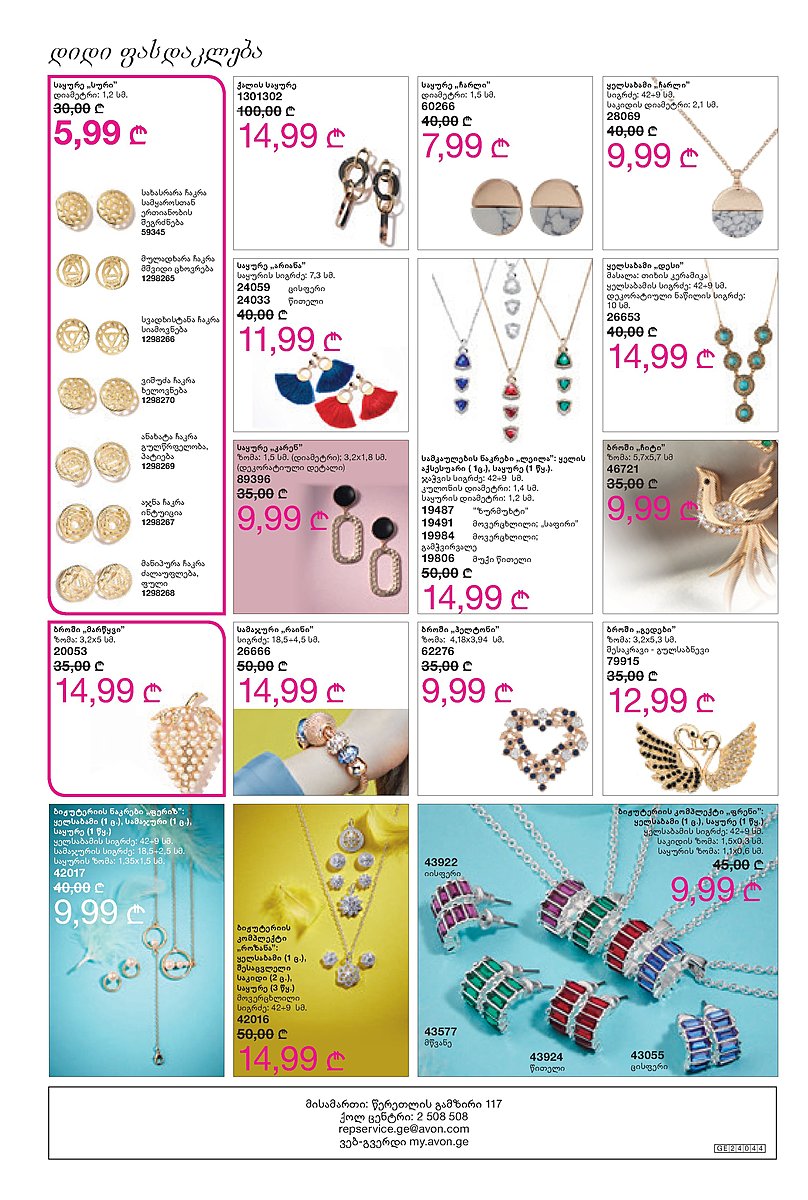 დიდი ფასდაკლება
საყურე „სური“
დიამეტრი: 1,2 სმ.
30,00 ₾
5,99 ₾
სახასრარა ჩაკრა
სამყაროსთან
ერთიანობის
შეგრძნება
59345
მულადხარა ჩაკრა
მშვიდი ცხოვრება
1298265
სვადხისტანა ჩაკრა
სიამოვნება
1298266
ვიშუძა ჩაკრა
ხელოვნება
1298270
ანახატა ჩაკრა
გულწრფელობა,
პატიება
1298269
აჯნა ჩაკრა
ინტუიცია
1298267
მანიპურა ჩაკრა
ძალაუფლება,
ფული
1298268
ქალის საყურე
1301302
100,00 ₾
14,99 ₾
საყურე „ჩარლი“
დიამეტრი: 1,5 სმ.
60266
40,00 ₾
7,99 ₾
ყელსაბამი „ჩარლი“
სიგრძე: 42÷9 სმ.
საკიდის დიამეტრი: 2,1 სმ.
28069
40,00 ₾
9,99 ₾
საყურე „არიანა“
საყურის სიგრძე: 7,3 სმ.
24059 ცისფერი
24033 წითელი
40,00 ₾
11,99 ₾
ყელსაბამი „დესი“
მასალა: თიხის კერამიკა
ყელსაბამის სიგრძე: 42÷9 სმ.
დეკორატიული ნაწილის სიგრძე:
10 სმ.
26653
40,00 ₾
14,99 ₾
საყურე „კარენ“
ზომა: 1,5 სმ. (დიამეტრი); 3,2x1,8 სმ.
(დეკორატიული დეტალი)
89396
35,00 ₾
9,99 ₾
სამკაულების ნაკრები „ლეილა“: ყელის
აქსესუარი ( 1ც.), საყურე (1 წყ.).
ჯაჭვის სიგრძე: 42÷9 სმ.
კულონის დიამეტრი: 1,4 სმ.
საყურის დიამეტრი: 1,2 სმ.
19487 “ზურმუხტი”
19491 მოვერცხლილი; „საფირი“
19984 მოვერცხლილი;
გამჭვირვალე
19806 მუქი წითელი
50,00 ₾
14,99 ₾
ბროში „ჩიტი“
ზომა: 5,7x5,7 სმ
46721
35,00 ₾
9,99 ₾
ბროში „მარწყვი“
ზომა: 3,2x5 სმ.
20053
35,00 ₾
14,99 ₾
სამაჯური „რაინი“
სიგრძე: 18,5÷4,5 სმ.
26666
50,00 ₾
14,99 ₾
ბროში „ჰელტონი“
ზომა: 4,18x3,94 სმ.
62276
35,00 ₾
9,99 ₾
ბროში „გედები“
ზომა: 3,2x5,3 სმ.
შესაკრავი - გულსაბნევი
79915
35,00 ₾
12,99 ₾
ბიჟუტერიის ნაკრები „ფერიზ“:
ყელსაბამი (1 ც.), სამაჯური (1 ც.),
საყურე (1 წყ.)
ყელსაბამის სიგრძე: 42÷9 სმ.
სამაჯურის სიგრძე: 18,5÷2,5 სმ.
საყურის ზომა: 1,35x1,5 სმ.
42017
40,00 ₾
9,99 ₾
ბიჟუტერიის
კომპლექტი
„როზანა“:
ყელსაბამი (1 ც.),
შესაცვლელი
საკიდი (2 ც.),
საყურე (3 წყ.)
მოვერცხლილი
სიგრძე: 42÷9 სმ.
42016
50,00 ₾
14,99 ₾
ბიჟუტერიის კომპლექტი „ფრენი“:
ყელსაბამი (1 ც.), საყურე (1 წყ.)
ყელსაბამის სიგრძე: 42÷9 სმ.
საკიდის ზომა: 1,5x0,3 სმ.
საყურის ზომა: 1,1x0,6 სმ.
45,00 ₾
9,99 ₾
43922
იისფერი
43577
მწვანე
43924
წითელი
43055
ცისფერი
მისამართი: წერეთლის გამზირი 117
ქოლ ცენტრი: 2 508 508
repservice.ge@avon.com
ვებ-გვერდი my.avon.ge
GE24044